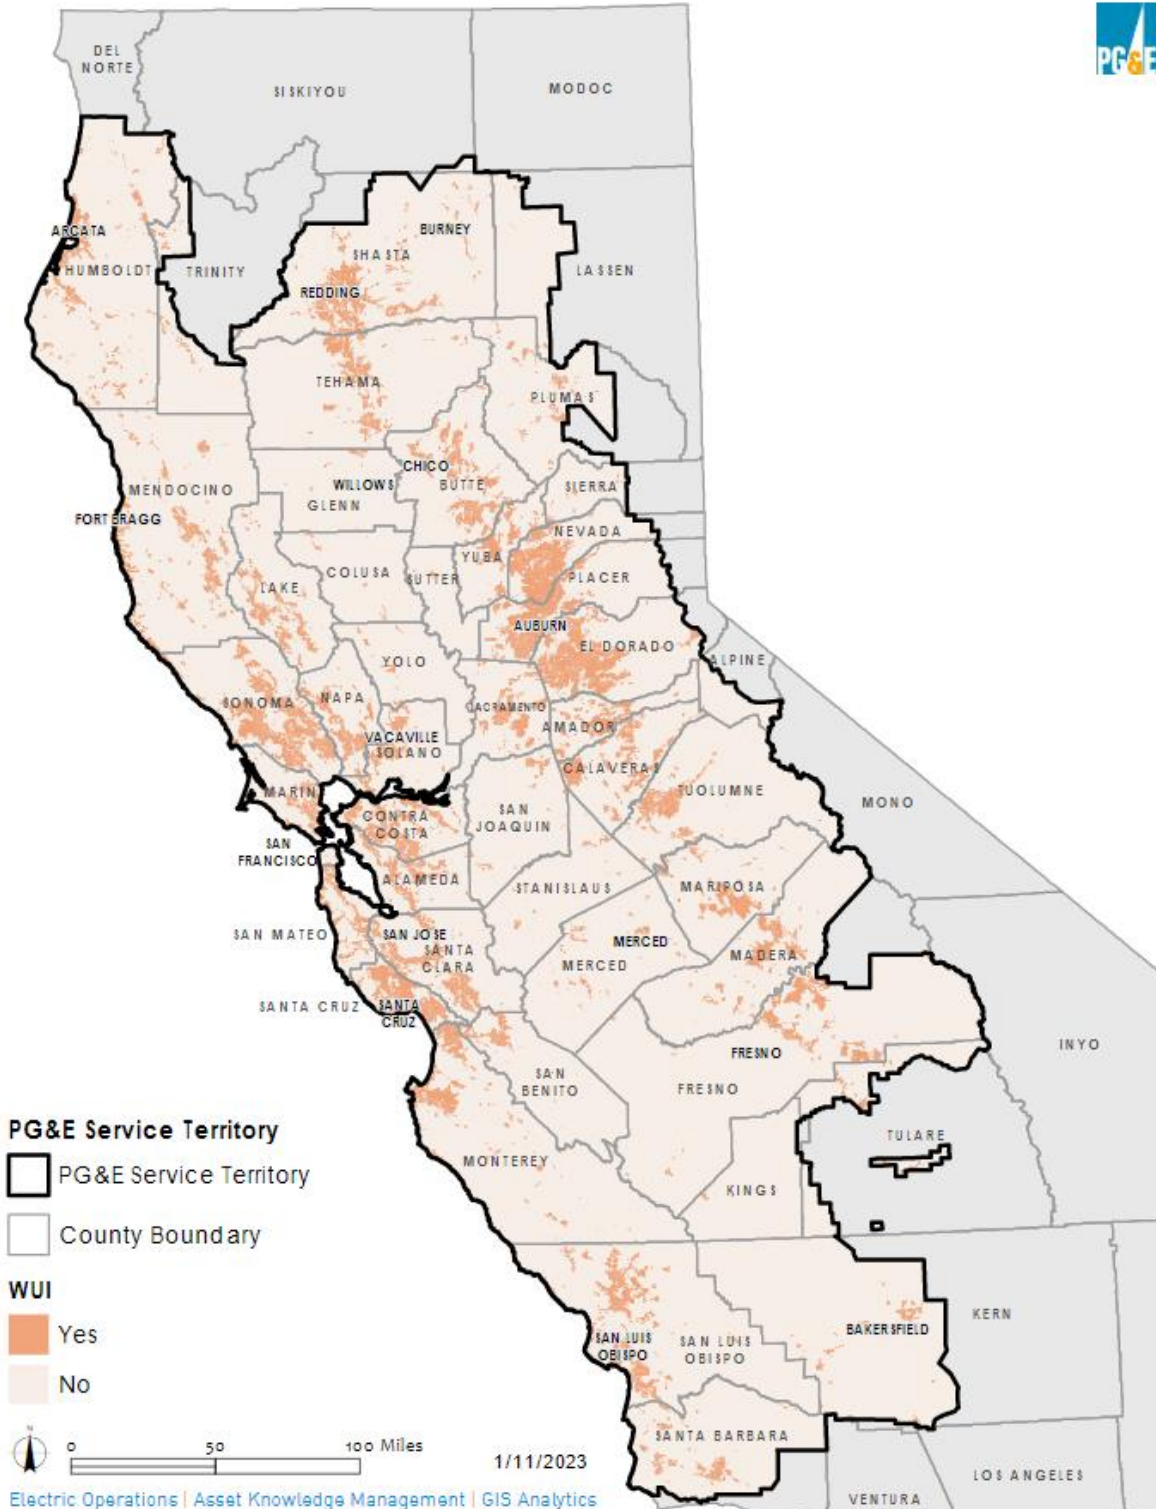 PG&E
DEL
NORTE
SISKIYOU
MODOC
ARCATA
HUMBOLDT
TRINITY
BURNEY
SHASTA
REDDING
LASSEN
TEHAMA
PLUMAS
CHICO
BUTTE
WILLOWS
GLENN
SIERRA
MENDOCINO
FORT BRAGG
NEVADA
YUBA
COLUSA
SUTTER
PLACER
LAKE
AUBURN
EL DORADO
YOLO
ALPINE
SONOMA
NAPA
SACRAMENTO
AMADOR
VACAVILLE
SOLANO
CALAVERAS
TUOLUMNE
MARIN
MONO
CONTRA
COSTA
SAN
JOAQUIN
SAN
FRANCISCO
ALAMEDA
STANISLAUS
MARIPOSA
SAN MATEO
SAN JOSE
SANTA
CLARA
MERCED
MERCED
MADERA
SANTA CRUZ
SANTA
CRUZ
FRESNO
INYO
SAN
BENITO
FRESNO
TULARE
MONTEREY
KINGS
KERN
BAKERSFIELD
SAN LUIS
OBISPO
SAN LUIS
OBISPO
SANTA BARBARA
LOS ANGELES
VENTURA
PG&E Service Territory
PG&E Service Territory
County Boundary
WUI
Yes
No
N
0 50 100 Miles
1/11/2023
Electric Operations | Asset Knowledge Management | GIS Analytics